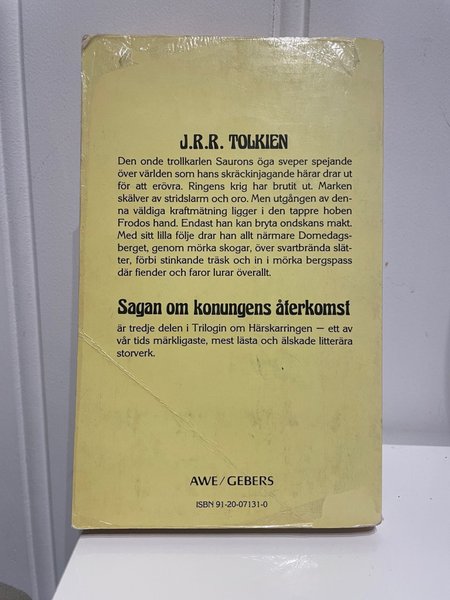 J.R.R. TOLKIEN
Den onde trollkarlen Saurons öga sveper spejande
över världen som hans skräckinjagande härar drar ut
för att erövra. Ringens krig har brutit ut. Marken
skälver av stridslarm och oro. Men utgången av den-
na väldiga kraftmätning ligger i den tappre hoben
Frodos hand. Endast han kan bryta ondskans makt.
Med sitt lilla följe drar han allt närmare Domedags-
berget, genom mörka skogar, över svartbrända slät-
ter, förbi stinkande träsk och in i mörka bergspass
där fiender och faror lurar överallt.
Sagan om konungens återkomst
är tredje delen i Trilogin om Härskarringen — ett av
vår tids märkligaste, mest lästa och älskade litterära
storverk.
AWE/GEBERS
ISBN 91-20-07131-0